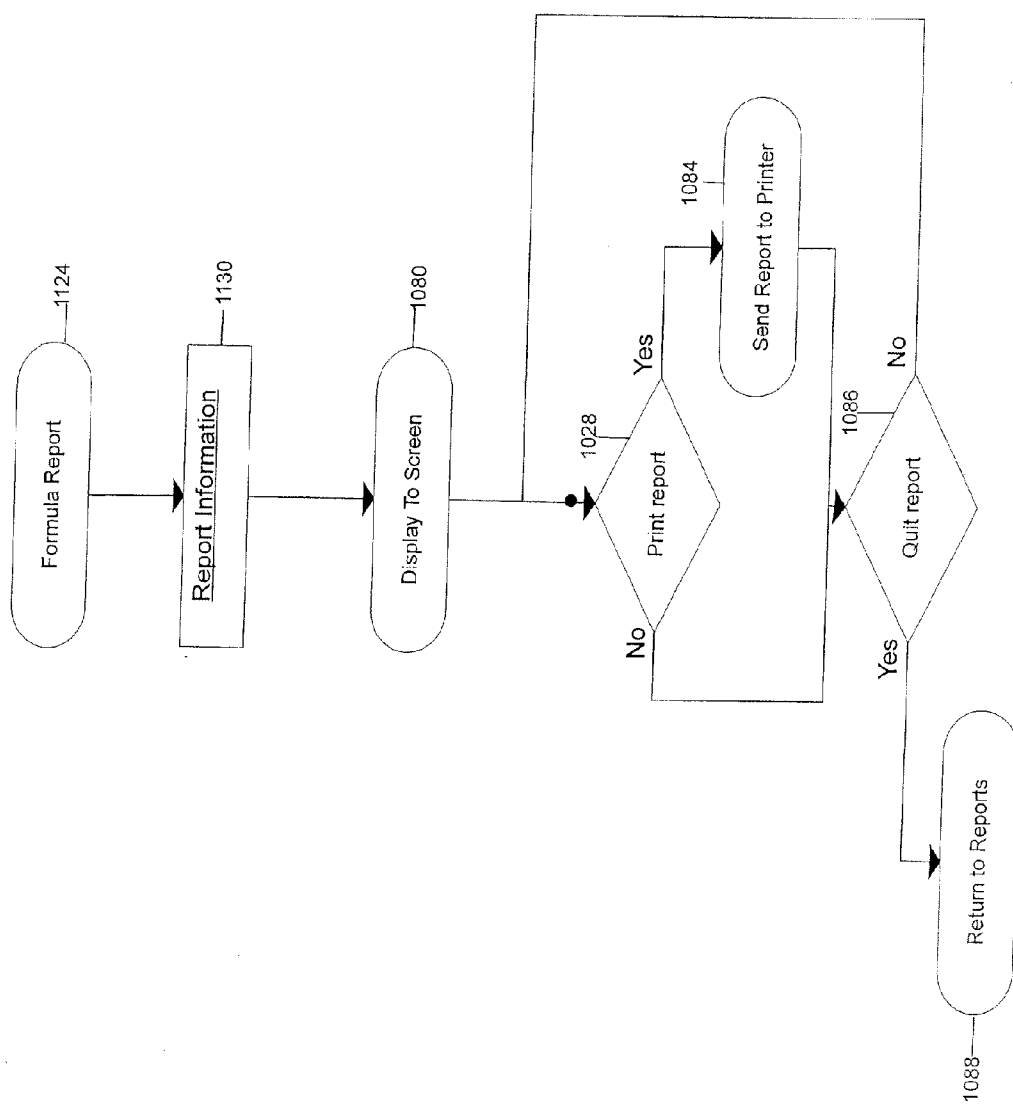 Formula Report
1124
Report Information
1130
Display To Screen
1080
Print report
1028
Yes
No
Send Report to Printer
1084
Quit report
1086
No
Yes
Return to Reports
1088